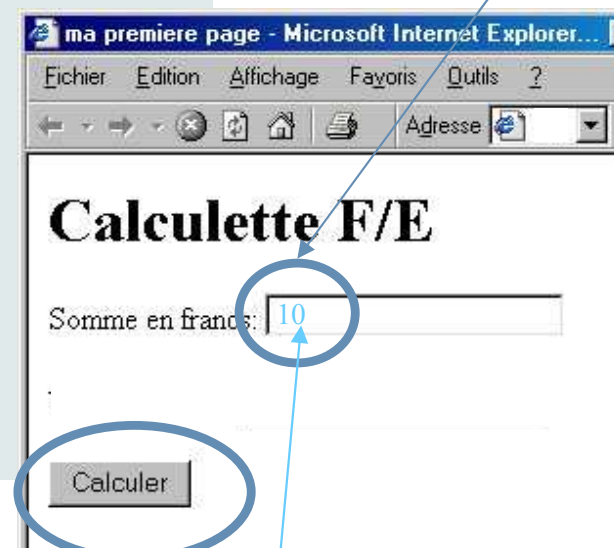 ma premiere page - Microsoft Internet Explorer...
Fichier Edition Affichage Favoris Outils ?
Adresse
Calculette F/E
Somme en francs: 10
Calculer